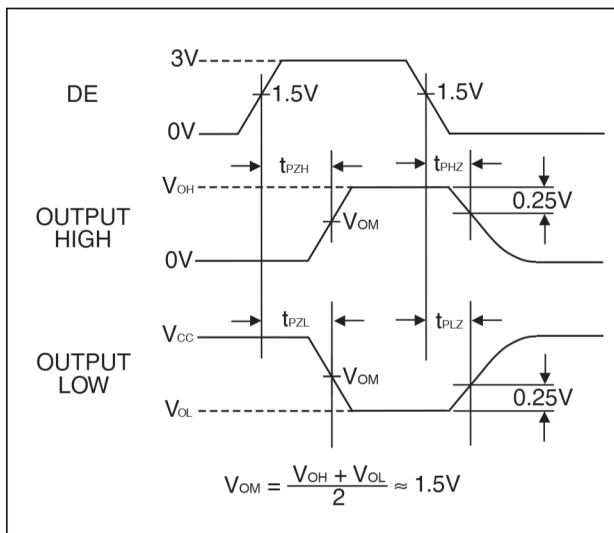 3V
DE
1.5V
1.5V
0V
tPZH
tPHZ
VOH
0.25V
OUTPUT
HIGH
VOM
0V
tPZL
tPLZ
VCC
OUTPUT
LOW
VOM
0.25V
VOL
VOM = VOH + VOL / 2 ≈ 1.5V